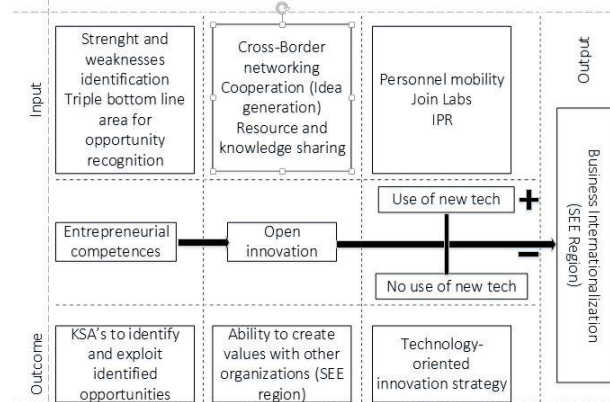 Input
Strenght and
weaknesses
identification
Triple bottom line
area for
opportunity
recognition
Cross-Border
networking
Cooperation (Idea
generation)
Resource and
knowledge sharing
Personnel mobility
Join Labs
IPR
Output
Entrepreneurial
competences
Open
innovation
Use of new tech
+
−
No use of new tech
Business Internationalization
(SEE Region)
Outcome
KSA's to identify
and exploit
identified
opportunities
Ability to create
values with other
organizations (SEE
region)
Technology-
oriented
innovation strategy